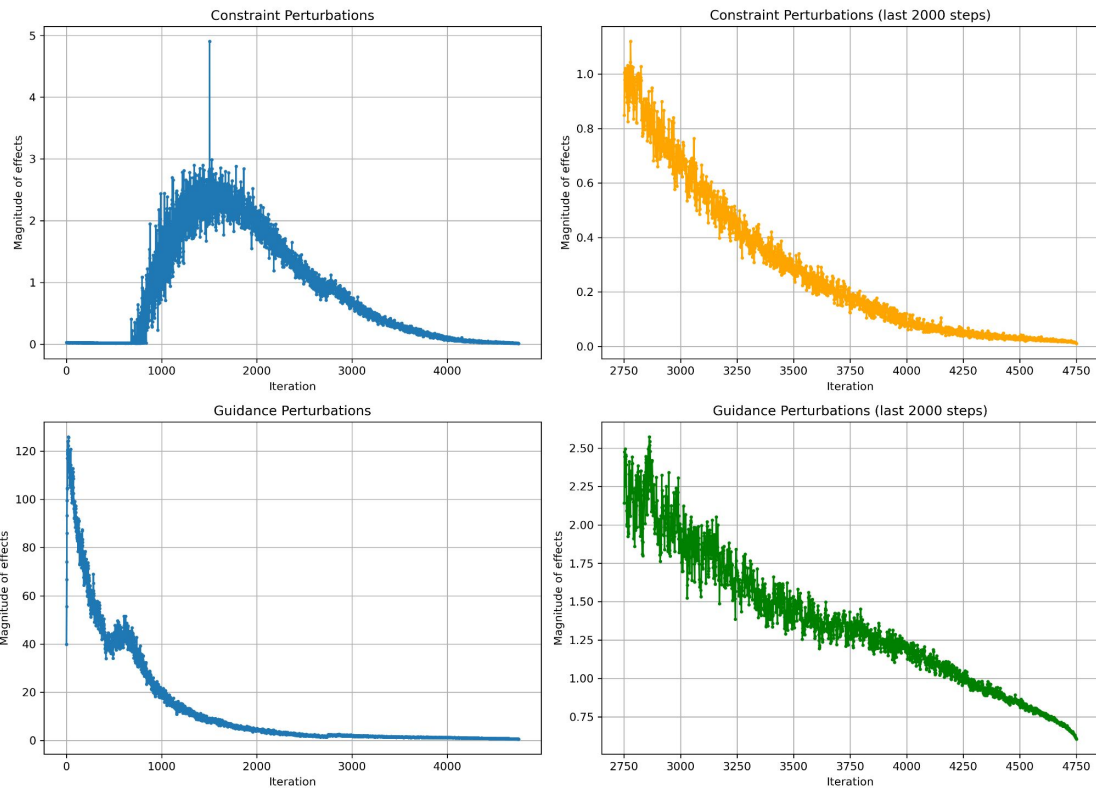 Constraint Perturbations
5
4
3
2
1
0
Magnitude of effects
0 1000 2000 3000 4000
Iteration
Constraint Perturbations (last 2000 steps)
1.0
0.8
0.6
0.4
0.2
0.0
Magnitude of effects
2750 3000 3250 3500 3750 4000 4250 4500 4750
Iteration
Guidance Perturbations
120
100
80
60
40
20
0
Magnitude of effects
0 1000 2000 3000 4000
Iteration
Guidance Perturbations (last 2000 steps)
2.50
2.25
2.00
1.75
1.50
1.25
1.00
0.75
Magnitude of effects
2750 3000 3250 3500 3750 4000 4250 4500 4750
Iteration